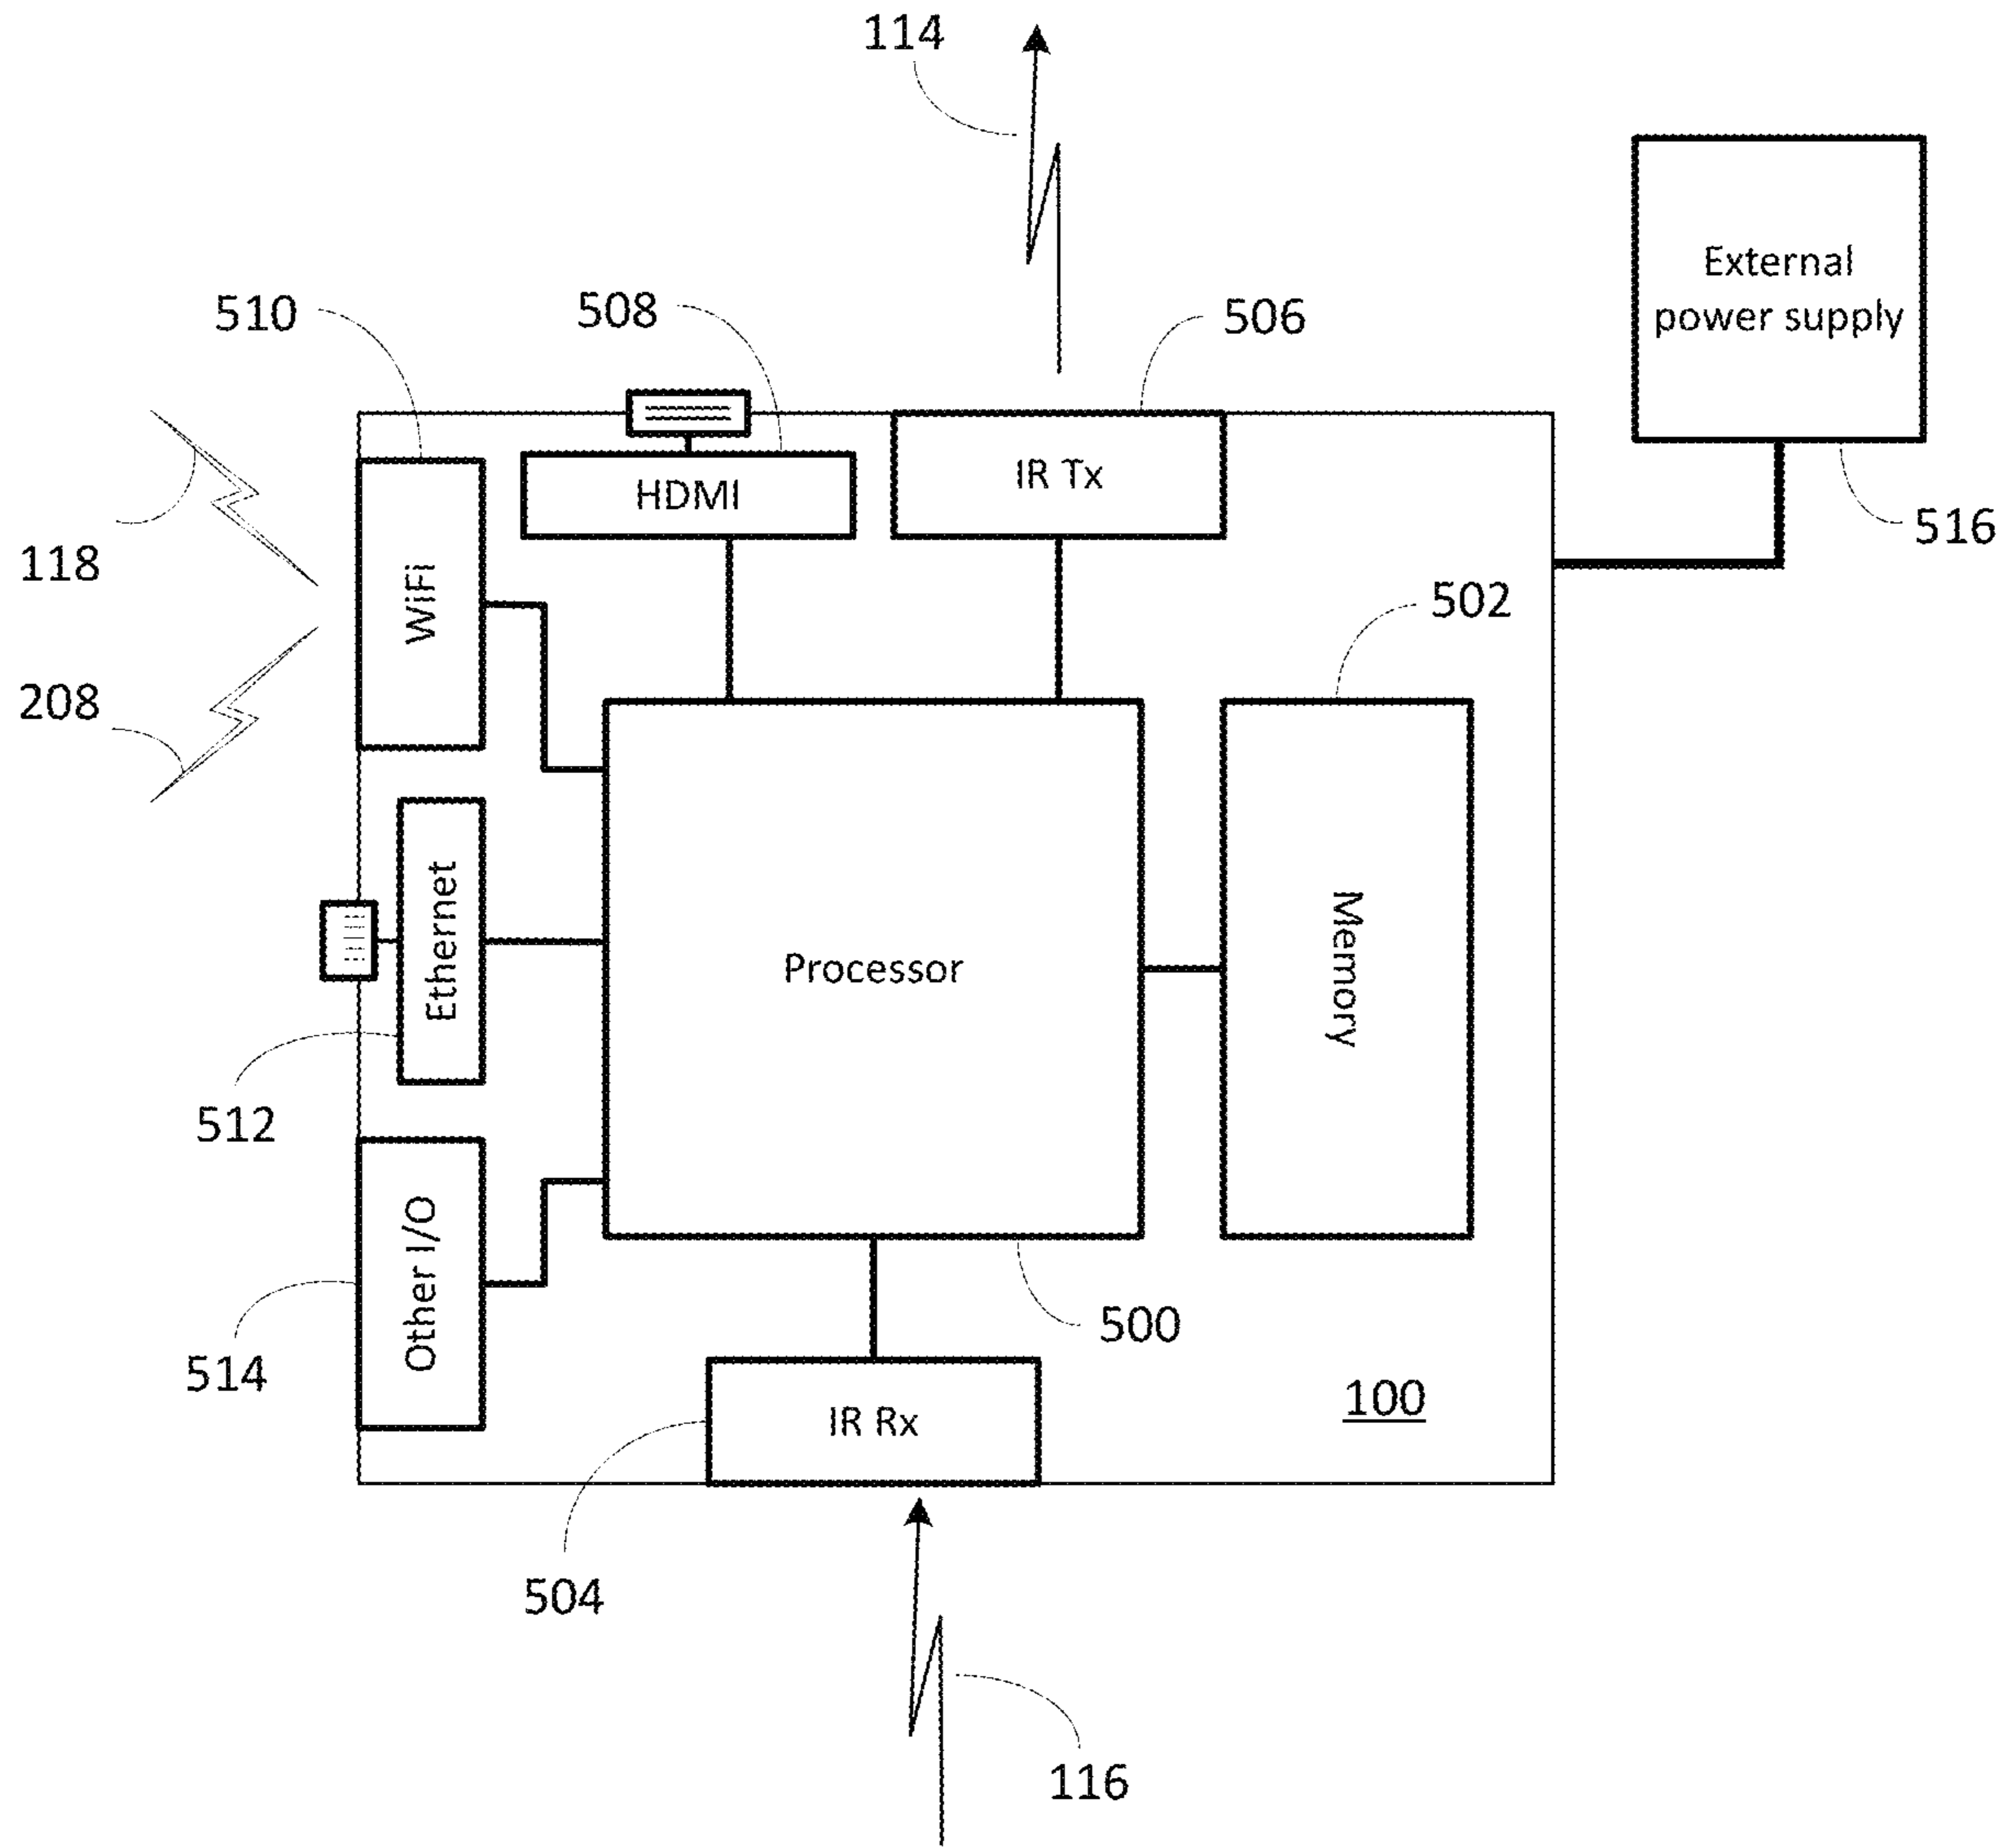 114
External
power supply
510
508
506
HDMI
IR Tx
516
118
WiFi
502
208
Ethernet
Processor
Memory
512
Other I/O
500
514
100
IR Rx
504
116